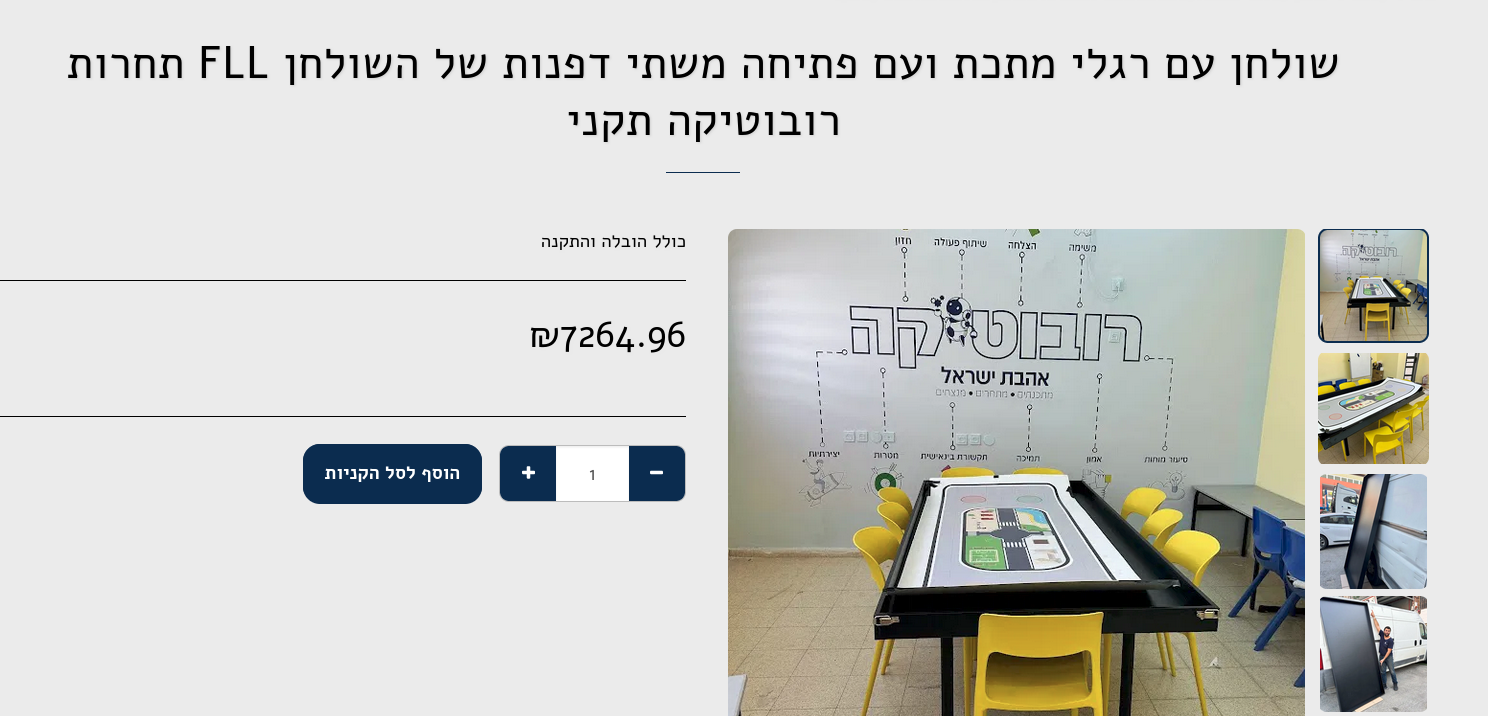 שולחן עם רגלי מתכת ועם פתיחה משתי דפנות של השולחן FLL תחרות
רובוטיקה תקני
כולל הובלה והתקנה
₪7264.96
1
הוסף לסל הקניות
משימה
הצלחה
שיתוף פעולה
חזון
רובוטיקה
אהבת ישראל
מתכנתים • מתחרים • מנצחים
סיעור מוחות
אמון
תמיכה
תקשורת בינאישית
מטרות
יצירתיות